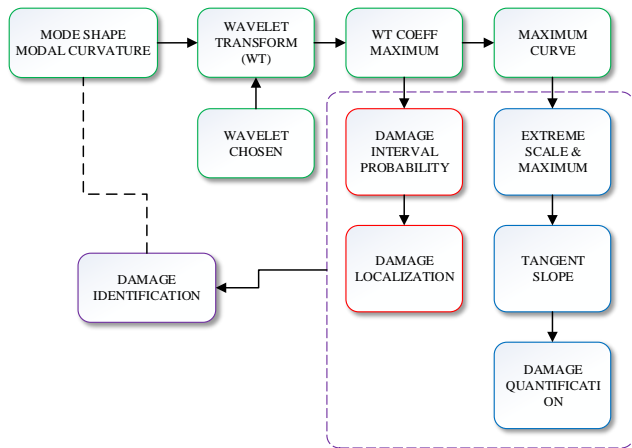 MODE SHAPE
MODAL CURVATURE
WAVELET
TRANSFORM
(WT)
WT COEFF
MAXIMUM
MAXIMUM
CURVE
WAVELET
CHOSEN
DAMAGE
INTERVAL
PROBABILITY
EXTREME
SCALE &
MAXIMUM
DAMAGE
LOCALIZATION
TANGENT
SLOPE
DAMAGE
IDENTIFICATION
DAMAGE
QUANTIFICATI
ON